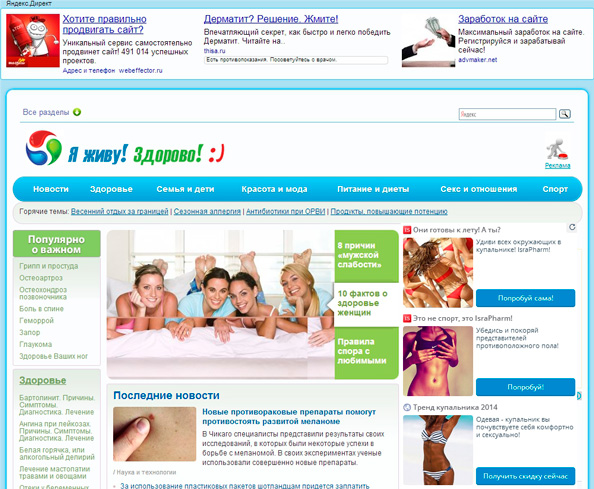 Яндекс.Директ
Хотите правильно
продвигать сайт?
Уникальный сервис самостоятельно
продвинет сайт! 491 014 успешных
проектов.
Адрес и телефон webeffector.ru
Дерматит? Решение. Жмите!
Впечатляющий секрет, как быстро и легко победить
Дерматит. Читайте на..
thisa.ru
Есть противопоказания. Посоветуйтесь с врачом.
Заработок на сайте
Максимальный заработок на сайте.
Регистрируйся и зарабатывай
сейчас!
advmaker.net
Все разделы
Яндекс
Я живу! Здорово! :)
Реклама
Новости Здоровье Семья и дети Красота и мода Питание и диеты Секс и отношения Спорт
Горячие темы: Весенний отдых за границей | Сезонная аллергия | Антибиотики при ОРВИ | Продукты, повышающие потенцию
Популярно
о важном
Грипп и простуда
Остеоартроз
Остеохондроз
позвоночника
Боль в спине
Геморрой
Запор
Глаукома
Здоровье Ваших ног
Здоровье
Бартолинит. Причины.
Симптомы.
Диагностика. Лечение
Ангина при лейкозах.
Причины. Симптомы.
Диагностика. Лечение
Белая горячка, или
алкогольный делирий
Лечение мастопатии
травами и овощами
Отеки у беременных
8 причин
«мужской
слабости»
10 фактов о
здоровье
женщин
Правила
спора с
любимыми
Последние новости
Новые противораковые препараты помогут
противостоять развитой меланоме
В Чикаго специалисты представили результаты своих
исследований, в которых были некоторые успехи в
борьбе с меланомой. В своих экспериментах ученые
использовали совершенно новые препараты.
/ Наука и технологии
За использование пластиковых пакетов шотландцам придется заплатить
Они готовы к лету! А ты?
Удиви всех окружающих в
купальнике! IsraPharm!
Попробуй сама!
Это не спорт, это IsraPharm!
Убедись и покоряй
представителей
противоположного пола!
Попробуй!
Тренд купальника 2014
Одевая - купальник вы
почувствуете себя комфортно
и сексуально!
Получить скидку сейчас